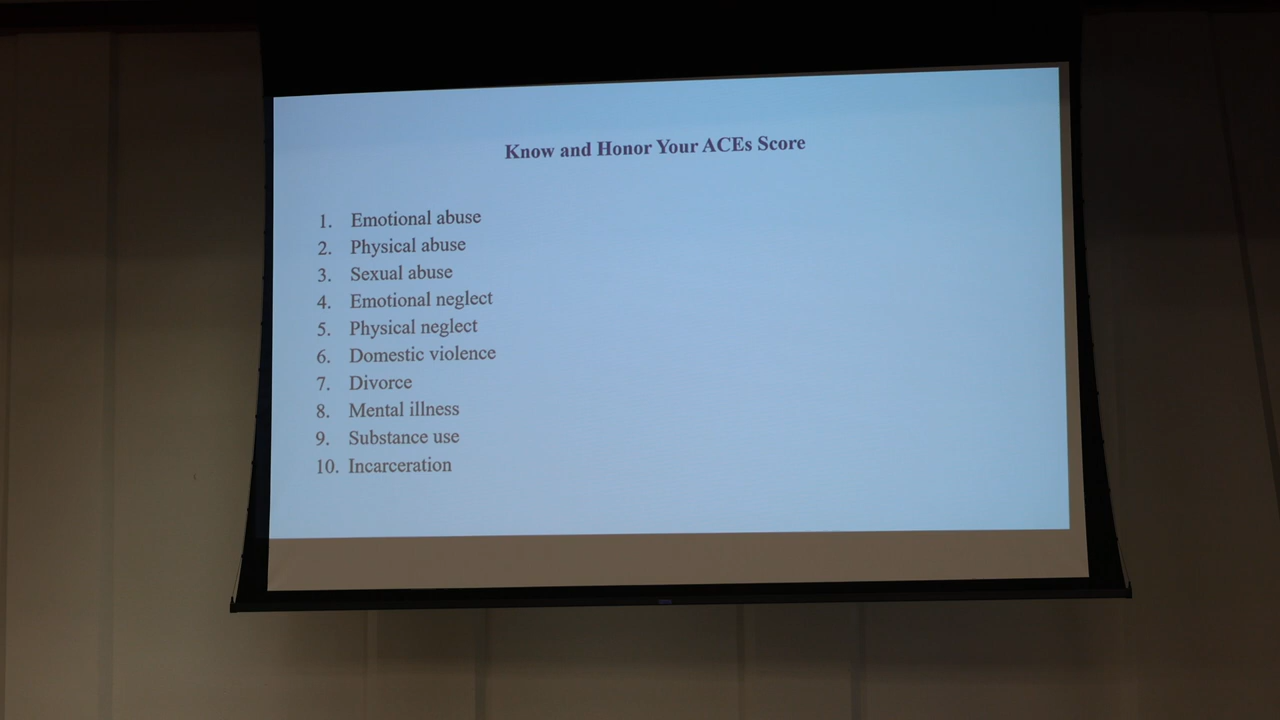 Know and Honor Your ACEs Score
1. Emotional abuse
2. Physical abuse
3. Sexual abuse
4. Emotional neglect
5. Physical neglect
6. Domestic violence
7. Divorce
8. Mental illness
9. Substance use
10. Incarceration